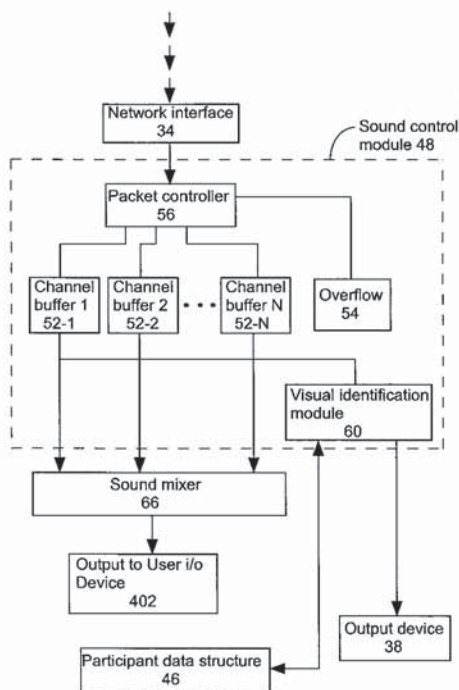 Network interface
34
Sound control
module 48
Packet controller
56
Channel
buffer 1
52-1
Channel
buffer 2
52-2
Channel
buffer N
52-N
Overflow
54
Visual identification
module
60
Sound mixer
66
Output to User i/o
Device
402
Output device
38
Participant data structure
46